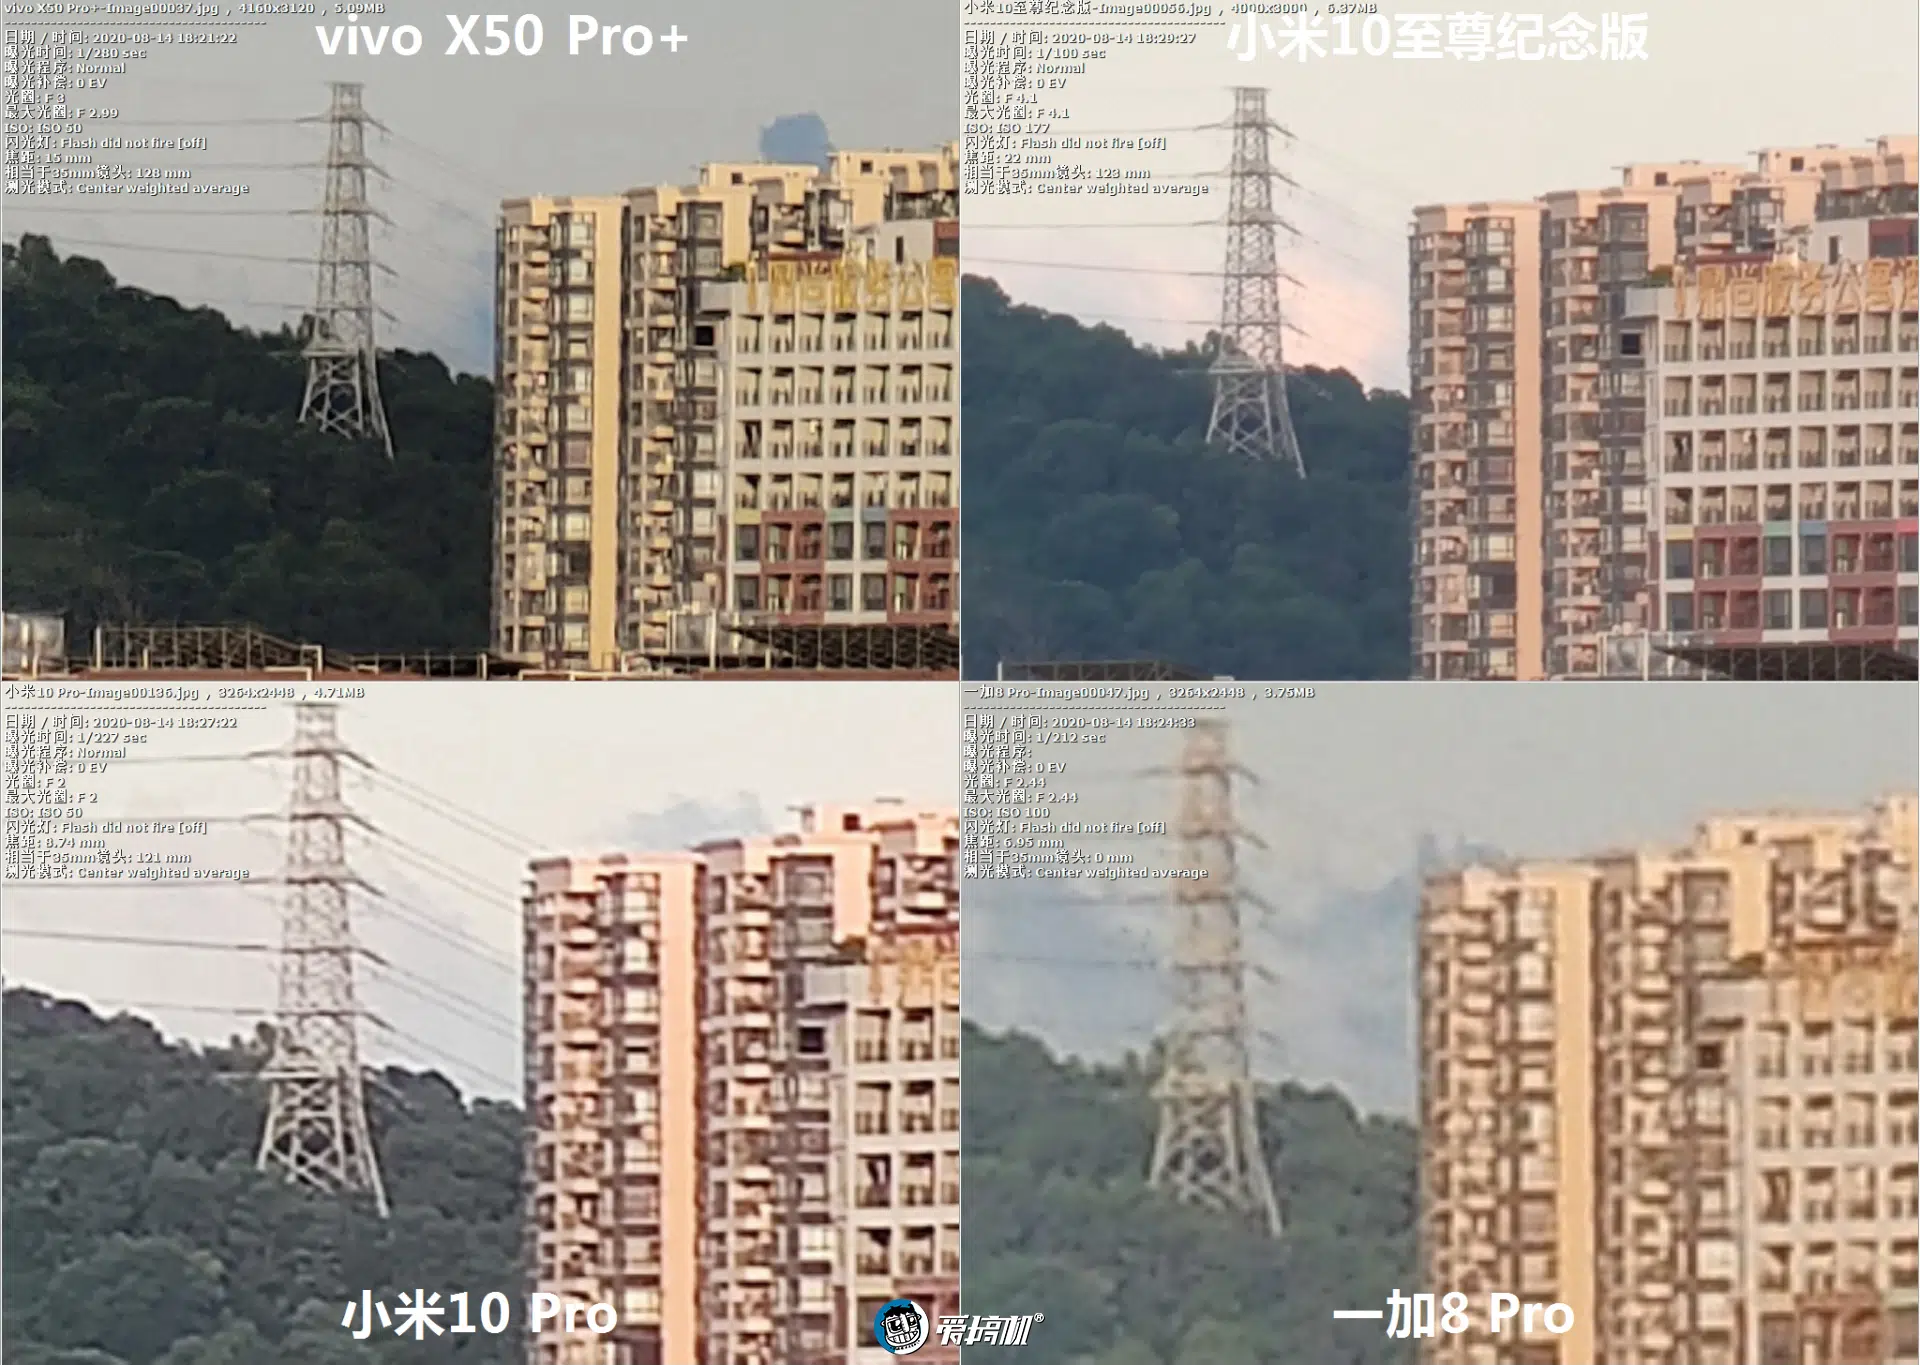 vivo X50 Pro+-Image00037.jpg , 4160x3120 , 5.09MB
日期 / 时间: 2020-08-14 18:21:22
曝光时间: 1/280 sec
曝光程序: Normal
曝光补偿: 0 EV
光圈: F 3
最大光圈: F 2.99
ISO: ISO 50
闪光灯: Flash did not fire [off]
焦距: 15 mm
相当于35mm镜头: 128 mm
测光模式: Center weighted average
vivo X50 Pro+
尚服务公寓
小米10至尊纪念版-Image00056.jpg , 4000x3000 , 6.37MB
日期 / 时间: 2020-08-14 18:29:27
曝光时间: 1/100 sec
曝光程序: Normal
曝光补偿: 0 EV
光圈: F 4.1
最大光圈: F 4.1
ISO: ISO 177
闪光灯: Flash did not fire [off]
焦距: 22 mm
相当于35mm镜头: 123 mm
测光模式: Center weighted average
小米10至尊纪念版
尚服务公寓酒
小米10 Pro-Image00136.jpg , 3264x2448 , 4.71MB
日期 / 时间: 2020-08-14 18:27:22
曝光时间: 1/227 sec
曝光程序: Normal
曝光补偿: 0 EV
光圈: F 2
最大光圈: F 2
ISO: ISO 50
闪光灯: Flash did not fire [off]
焦距: 8.74 mm
相当于35mm镜头: 121 mm
测光模式: Center weighted average
小米10 Pro
一加8 Pro-Image00047.jpg , 3264x2448 , 3.75MB
日期 / 时间: 2020-08-14 18:24:33
曝光时间: 1/212 sec
曝光程序:
曝光补偿: 0 EV
光圈: F 2.44
最大光圈: F 2.44
ISO: ISO 100
闪光灯: Flash did not fire [off]
焦距: 6.95 mm
相当于35mm镜头: 0 mm
测光模式: Center weighted average
一加8 Pro
爱搞机®